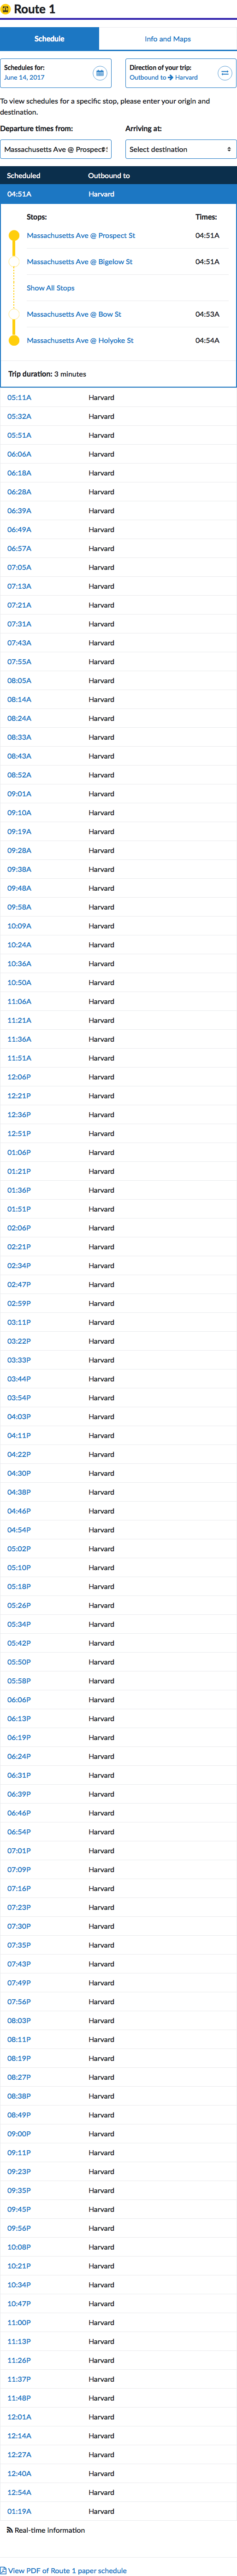 Route 1
Schedule Info and Maps
Schedules for: Direction of your trip:
June 14, 2017 Outbound to Harvard
To view schedules for a specific stop, please enter your origin and
destination.
Departure times from: Arriving at:
Massachusetts Ave @ Prospect Select destination
Scheduled Outbound to
04:51A Harvard
Stops: Times:
Massachusetts Ave @ Prospect St 04:51A
Massachusetts Ave @ Bigelow St 04:51A
Show All Stops
Massachusetts Ave @ Bow St 04:53A
Massachusetts Ave @ Holyoke St 04:54A
Trip duration: 3 minutes
05:11A Harvard
05:32A Harvard
05:51A Harvard
06:06A Harvard
06:18A Harvard
06:28A Harvard
06:39A Harvard
06:49A Harvard
06:57A Harvard
07:05A Harvard
07:13A Harvard
07:21A Harvard
07:31A Harvard
07:43A Harvard
07:55A Harvard
08:05A Harvard
08:14A Harvard
08:24A Harvard
08:33A Harvard
08:43A Harvard
08:52A Harvard
09:01A Harvard
09:10A Harvard
09:19A Harvard
09:28A Harvard
09:38A Harvard
09:48A Harvard
09:58A Harvard
10:09A Harvard
10:24A Harvard
10:36A Harvard
10:50A Harvard
11:06A Harvard
11:21A Harvard
11:36A Harvard
11:51A Harvard
12:06P Harvard
12:21P Harvard
12:36P Harvard
12:51P Harvard
01:06P Harvard
01:21P Harvard
01:36P Harvard
01:51P Harvard
02:06P Harvard
02:21P Harvard
02:34P Harvard
02:47P Harvard
02:59P Harvard
03:11P Harvard
03:22P Harvard
03:33P Harvard
03:44P Harvard
03:54P Harvard
04:03P Harvard
04:11P Harvard
04:22P Harvard
04:30P Harvard
04:38P Harvard
04:46P Harvard
04:54P Harvard
05:02P Harvard
05:10P Harvard
05:18P Harvard
05:26P Harvard
05:34P Harvard
05:42P Harvard
05:50P Harvard
05:58P Harvard
06:06P Harvard
06:13P Harvard
06:19P Harvard
06:24P Harvard
06:31P Harvard
06:39P Harvard
06:46P Harvard
06:54P Harvard
07:01P Harvard
07:09P Harvard
07:16P Harvard
07:23P Harvard
07:30P Harvard
07:35P Harvard
07:43P Harvard
07:49P Harvard
07:56P Harvard
08:03P Harvard
08:11P Harvard
08:19P Harvard
08:27P Harvard
08:38P Harvard
08:49P Harvard
09:00P Harvard
09:11P Harvard
09:23P Harvard
09:35P Harvard
09:45P Harvard
09:56P Harvard
10:08P Harvard
10:21P Harvard
10:34P Harvard
10:47P Harvard
11:00P Harvard
11:13P Harvard
11:26P Harvard
11:37P Harvard
11:48P Harvard
12:01A Harvard
12:14A Harvard
12:27A Harvard
12:40A Harvard
12:54A Harvard
01:19A Harvard
Real-time information
View PDF of Route 1 paper schedule